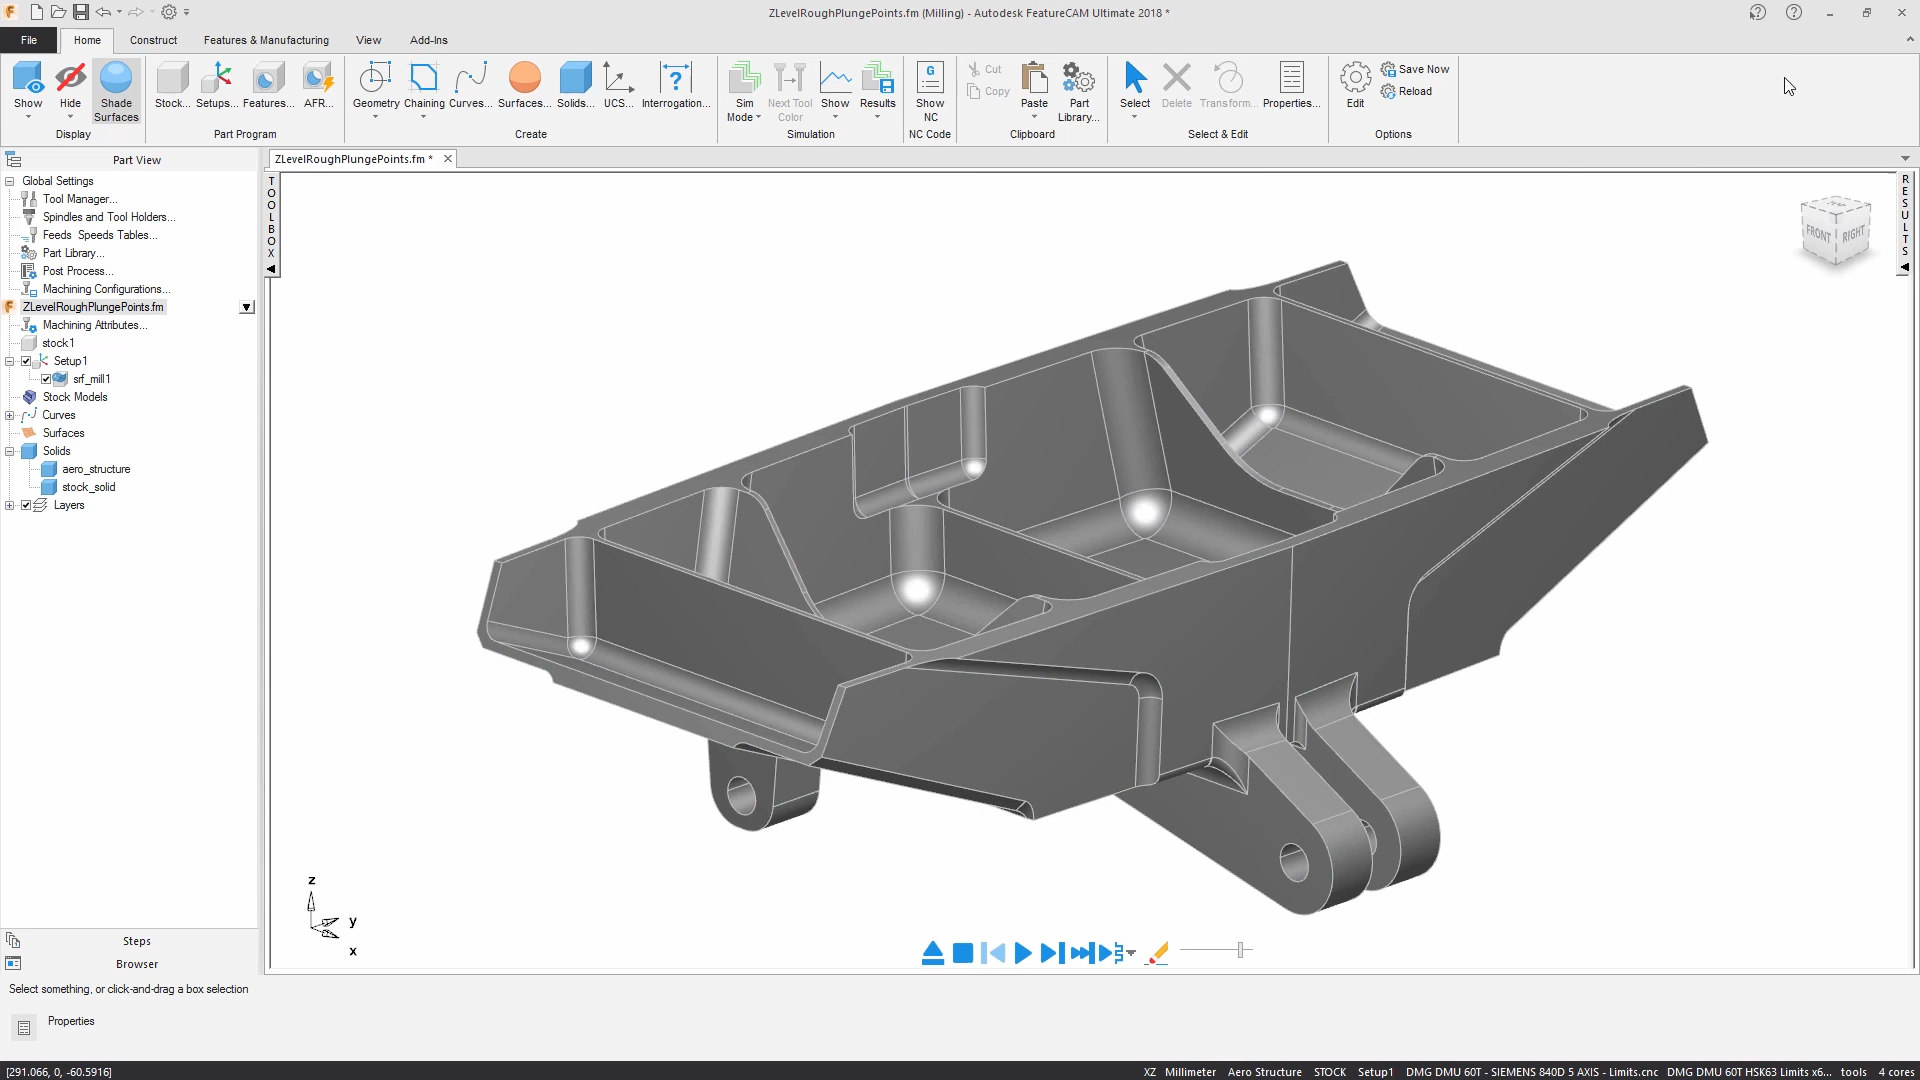 ZLevelRoughPlungePoints.fm (Milling) - Autodesk FeatureCAM Ultimate 2018 *
File Home Construct Features & Manufacturing View Add-Ins
Show Hide Shade Surfaces
Display
Stock... Setups... Features... AFR...
Part Program
Geometry Chaining Curves... Surfaces... Solids... UCS... Interrogation...
Create
Sim Mode Next Tool Color Show Results
Simulation
Show NC
NC Code
Cut
Copy
Paste Part Library...
Clipboard
Select Delete Transform... Properties...
Select & Edit
Edit Save Now
Reload
Options
Part View
ZLevelRoughPlungePoints.fm *
Global Settings
Tool Manager...
Spindles and Tool Holders...
Feeds Speeds Tables...
Part Library...
Post Process...
Machining Configurations...
ZLevelRoughPlungePoints.fm
Machining Attributes...
stock1
Setup1
srf_mill1
Stock Models
Curves
Surfaces
Solids
aero_structure
stock_solid
Layers
TOOLBOX
RESULTS
TOP
FRONT RIGHT
z
y
x
Steps
Browser
Select something, or click-and-drag a box selection
Properties
[291.066, 0, -60.5916]
XZ Millimeter Aero Structure STOCK Setup1 DMG DMU 60T - SIEMENS 840D 5 AXIS - Limits.cnc DMG DMU 60T HSK63 Limits x6... tools 4 cores